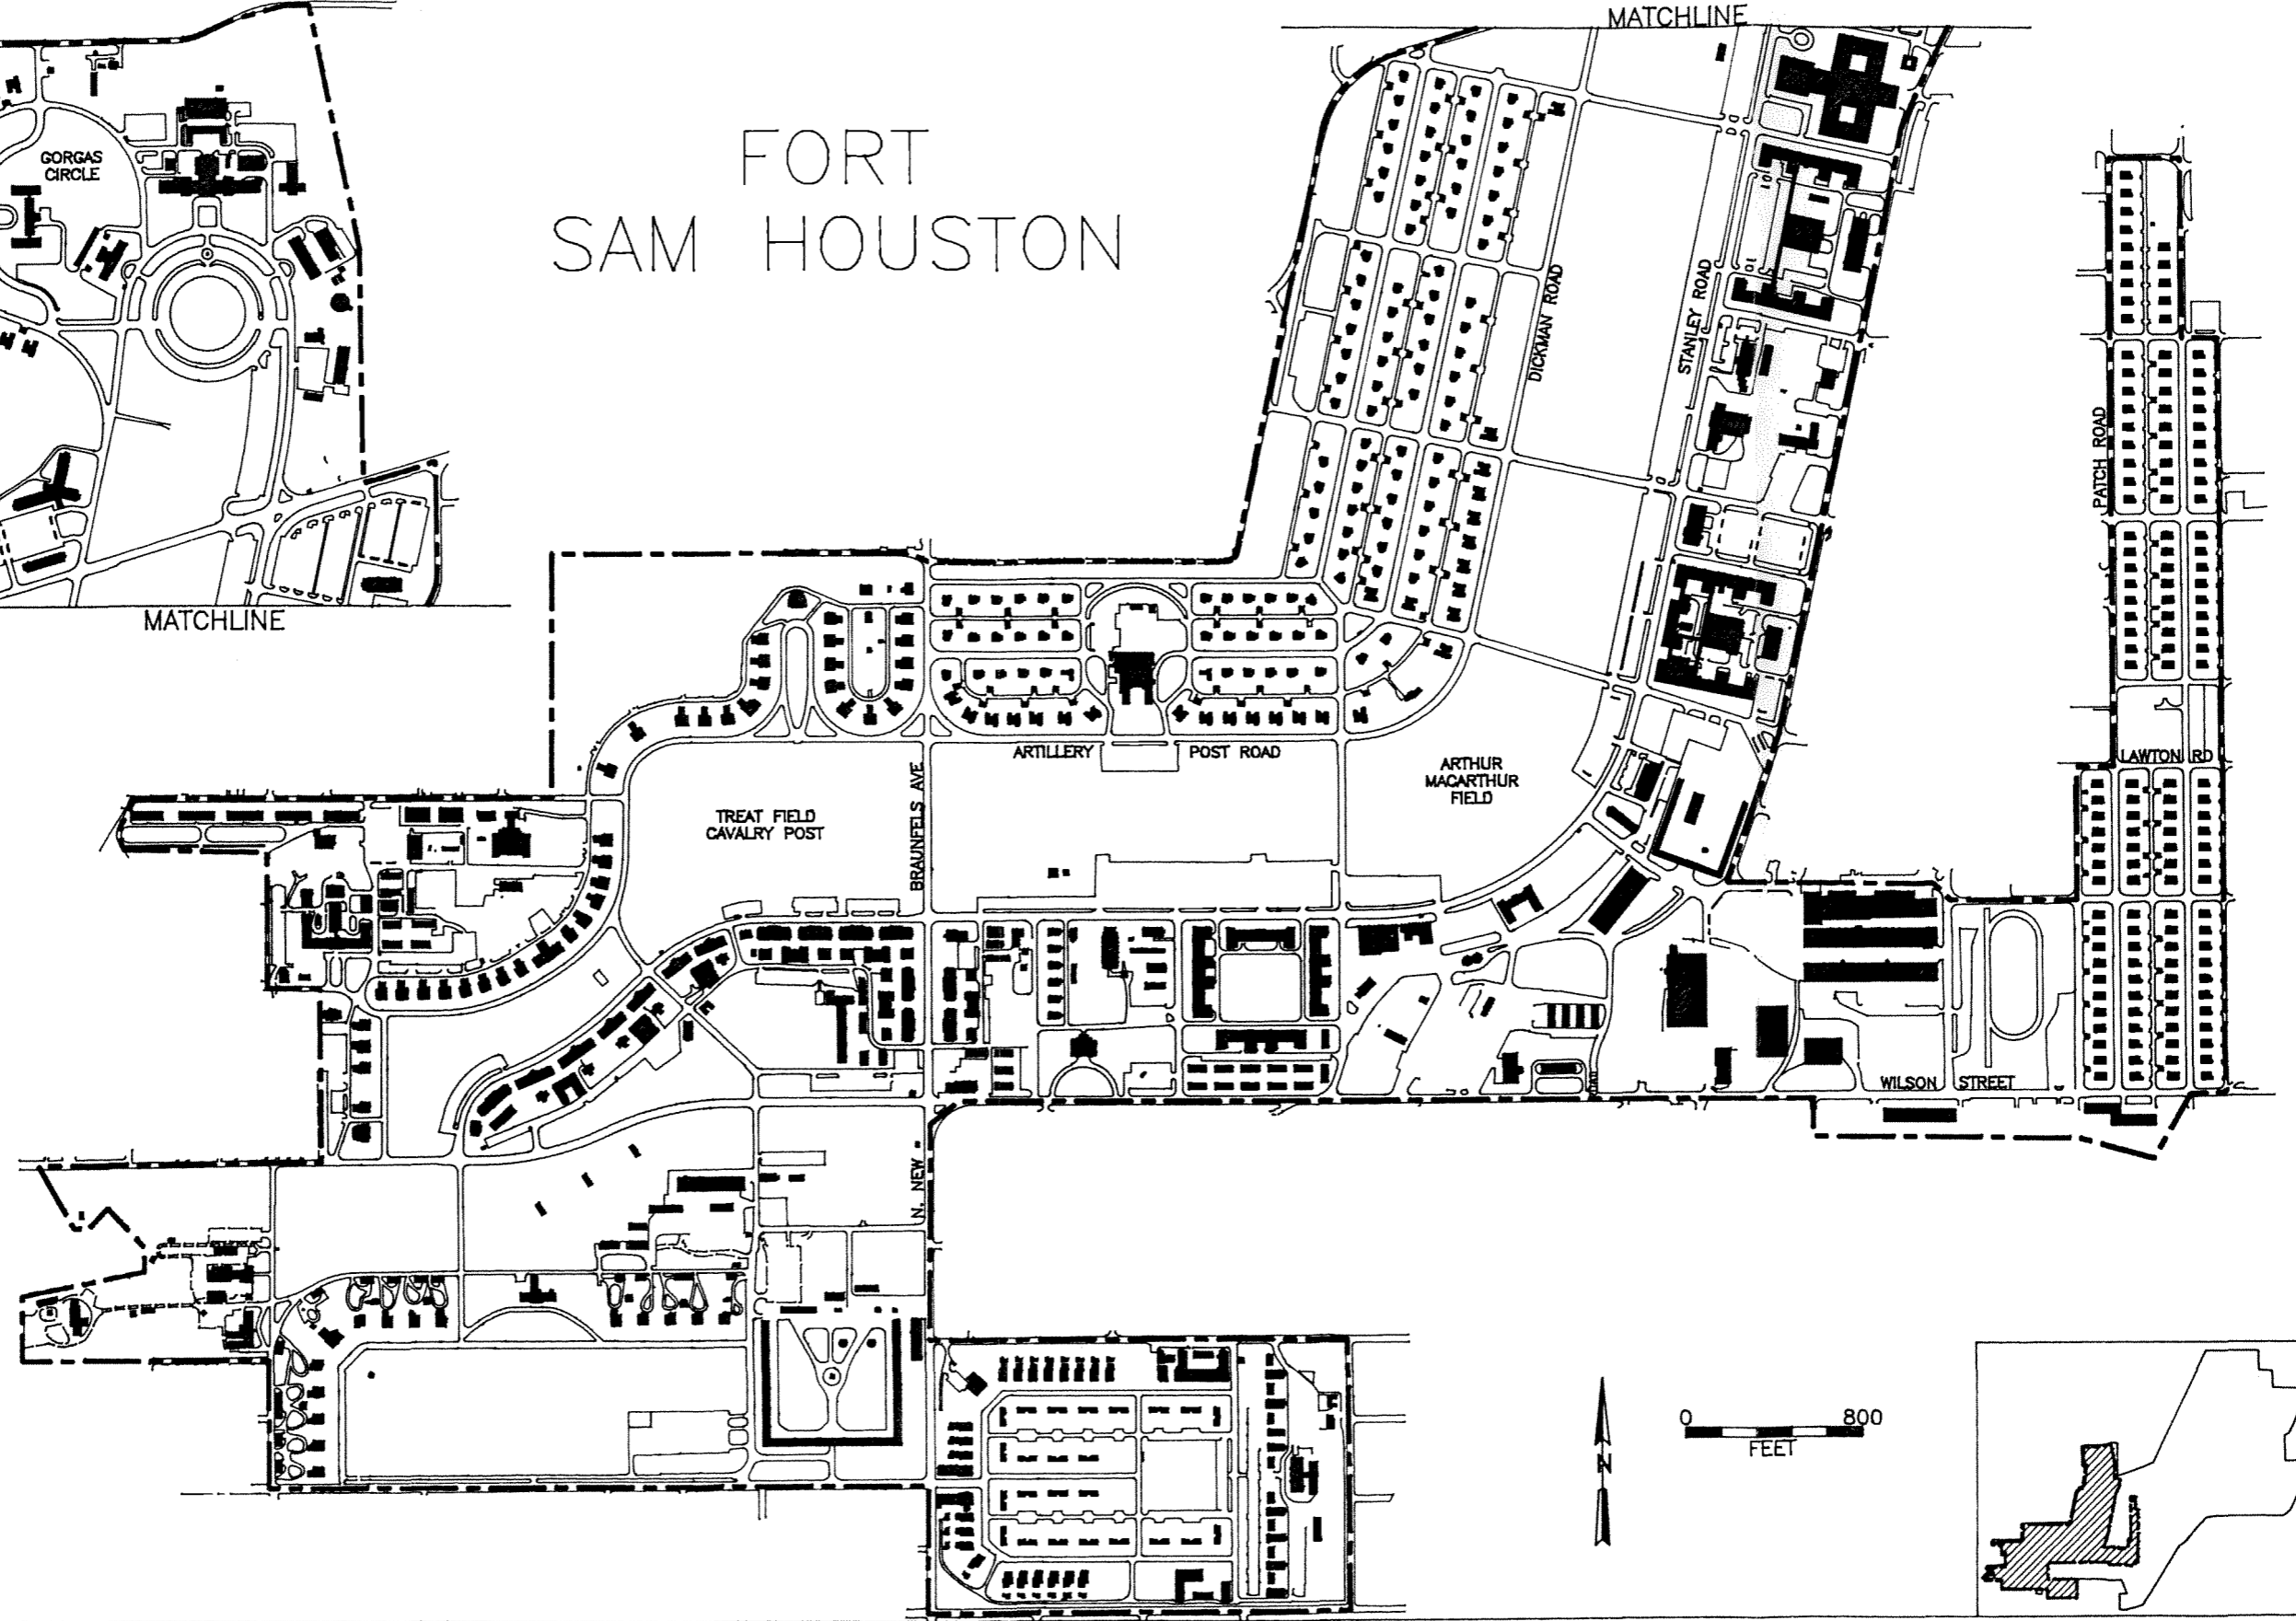 MATCHLINE
GORGAS
CIRCLE
FORT
SAM HOUSTON
DICKMAN ROAD
STANLEY ROAD
PATCH ROAD
MATCHLINE
ARTILLERY POST ROAD
LAWTON RD
ARTHUR
MACARTHUR
FIELD
TREAT FIELD
CAVALRY POST
BRAUNFELS AVE
N. NEW
WILSON STREET
ROAD
N
0 800
FEET